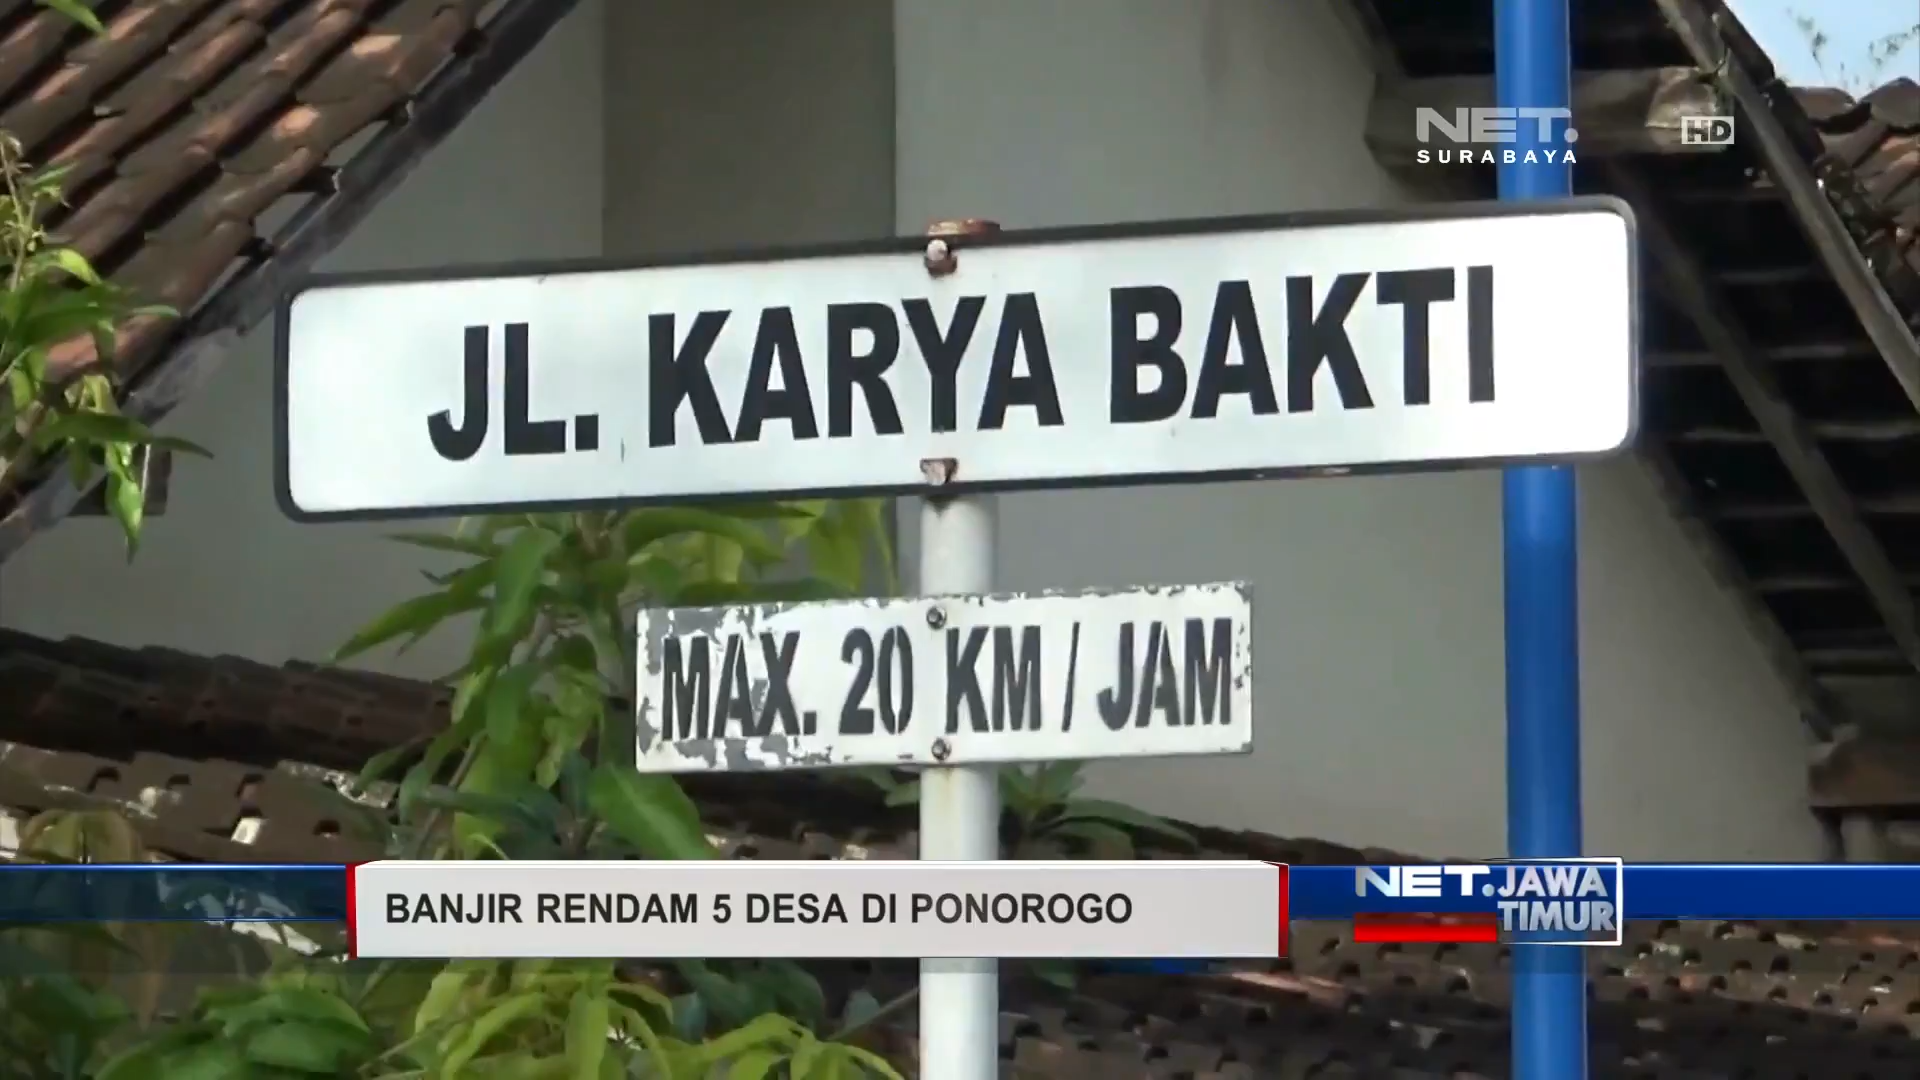 NET.
SURABAYA
HD
JL. KARYA BAKTI
MAX. 20 KM / JAM
BANJIR RENDAM 5 DESA DI PONOROGO
NET. JAWA
TIMUR